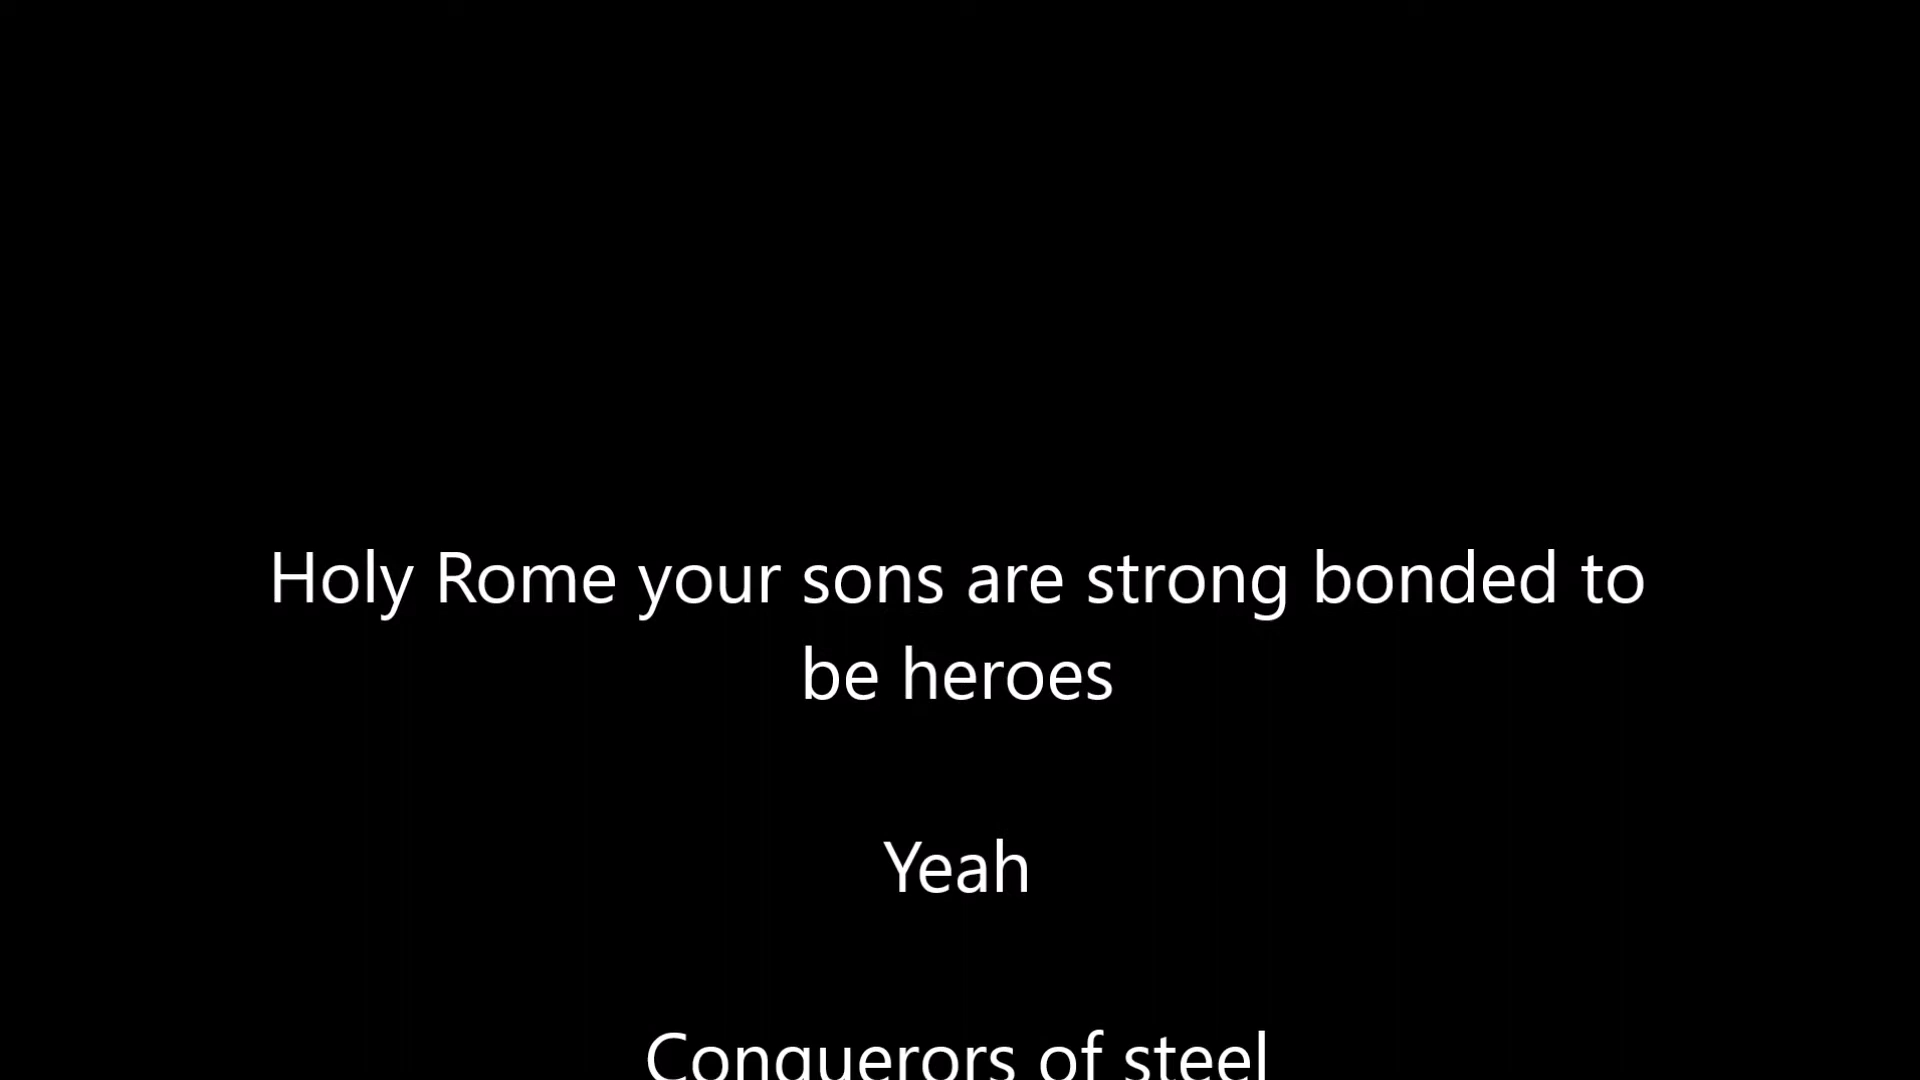 Holy Rome your sons are strong bonded to
be heroes
Yeah
Conquerors of steel